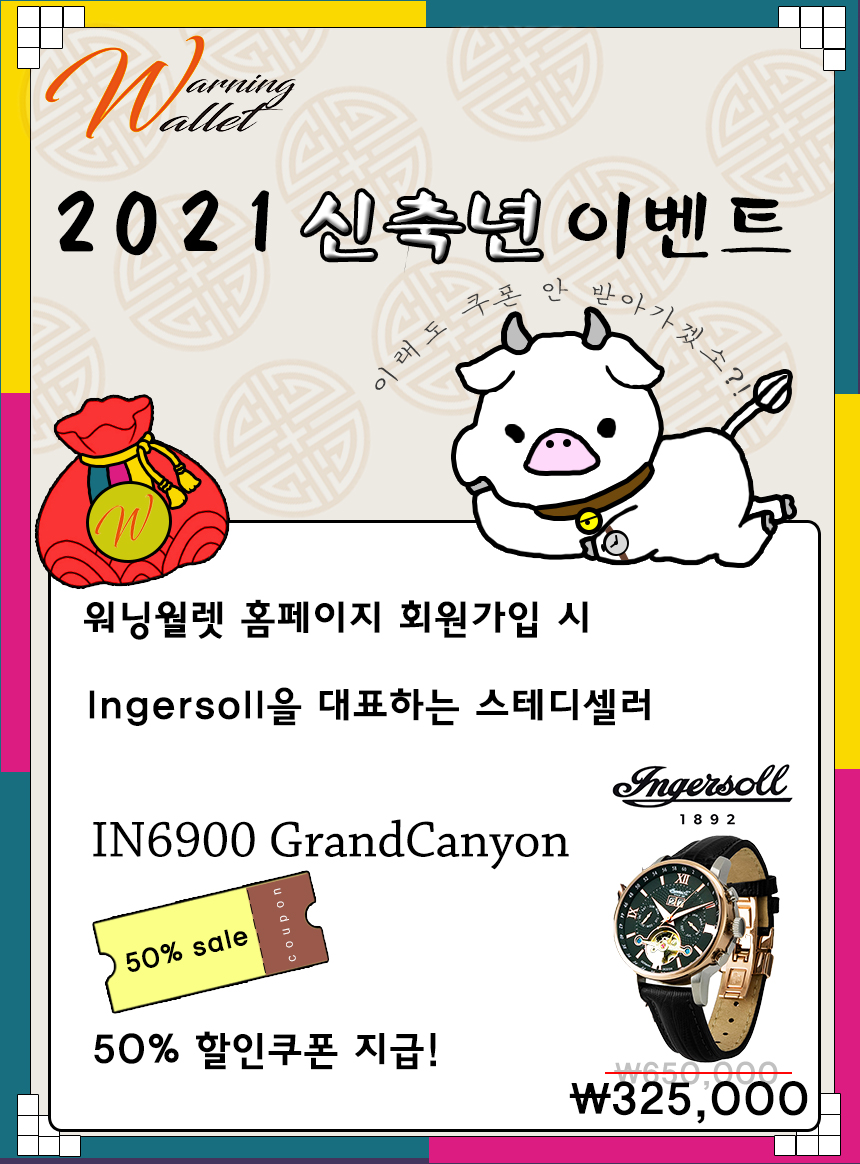 Warning
Wallet
2021 신축년 이벤트
이래도 쿠폰 안 받아가겠소?!
W
워닝월렛 홈페이지 회원가입 시
Ingersoll을 대표하는 스테디셀러
Ingersoll
1892
IN6900 GrandCanyon
50% sale
coupon
50% 할인쿠폰 지급!
₩650,000
₩325,000